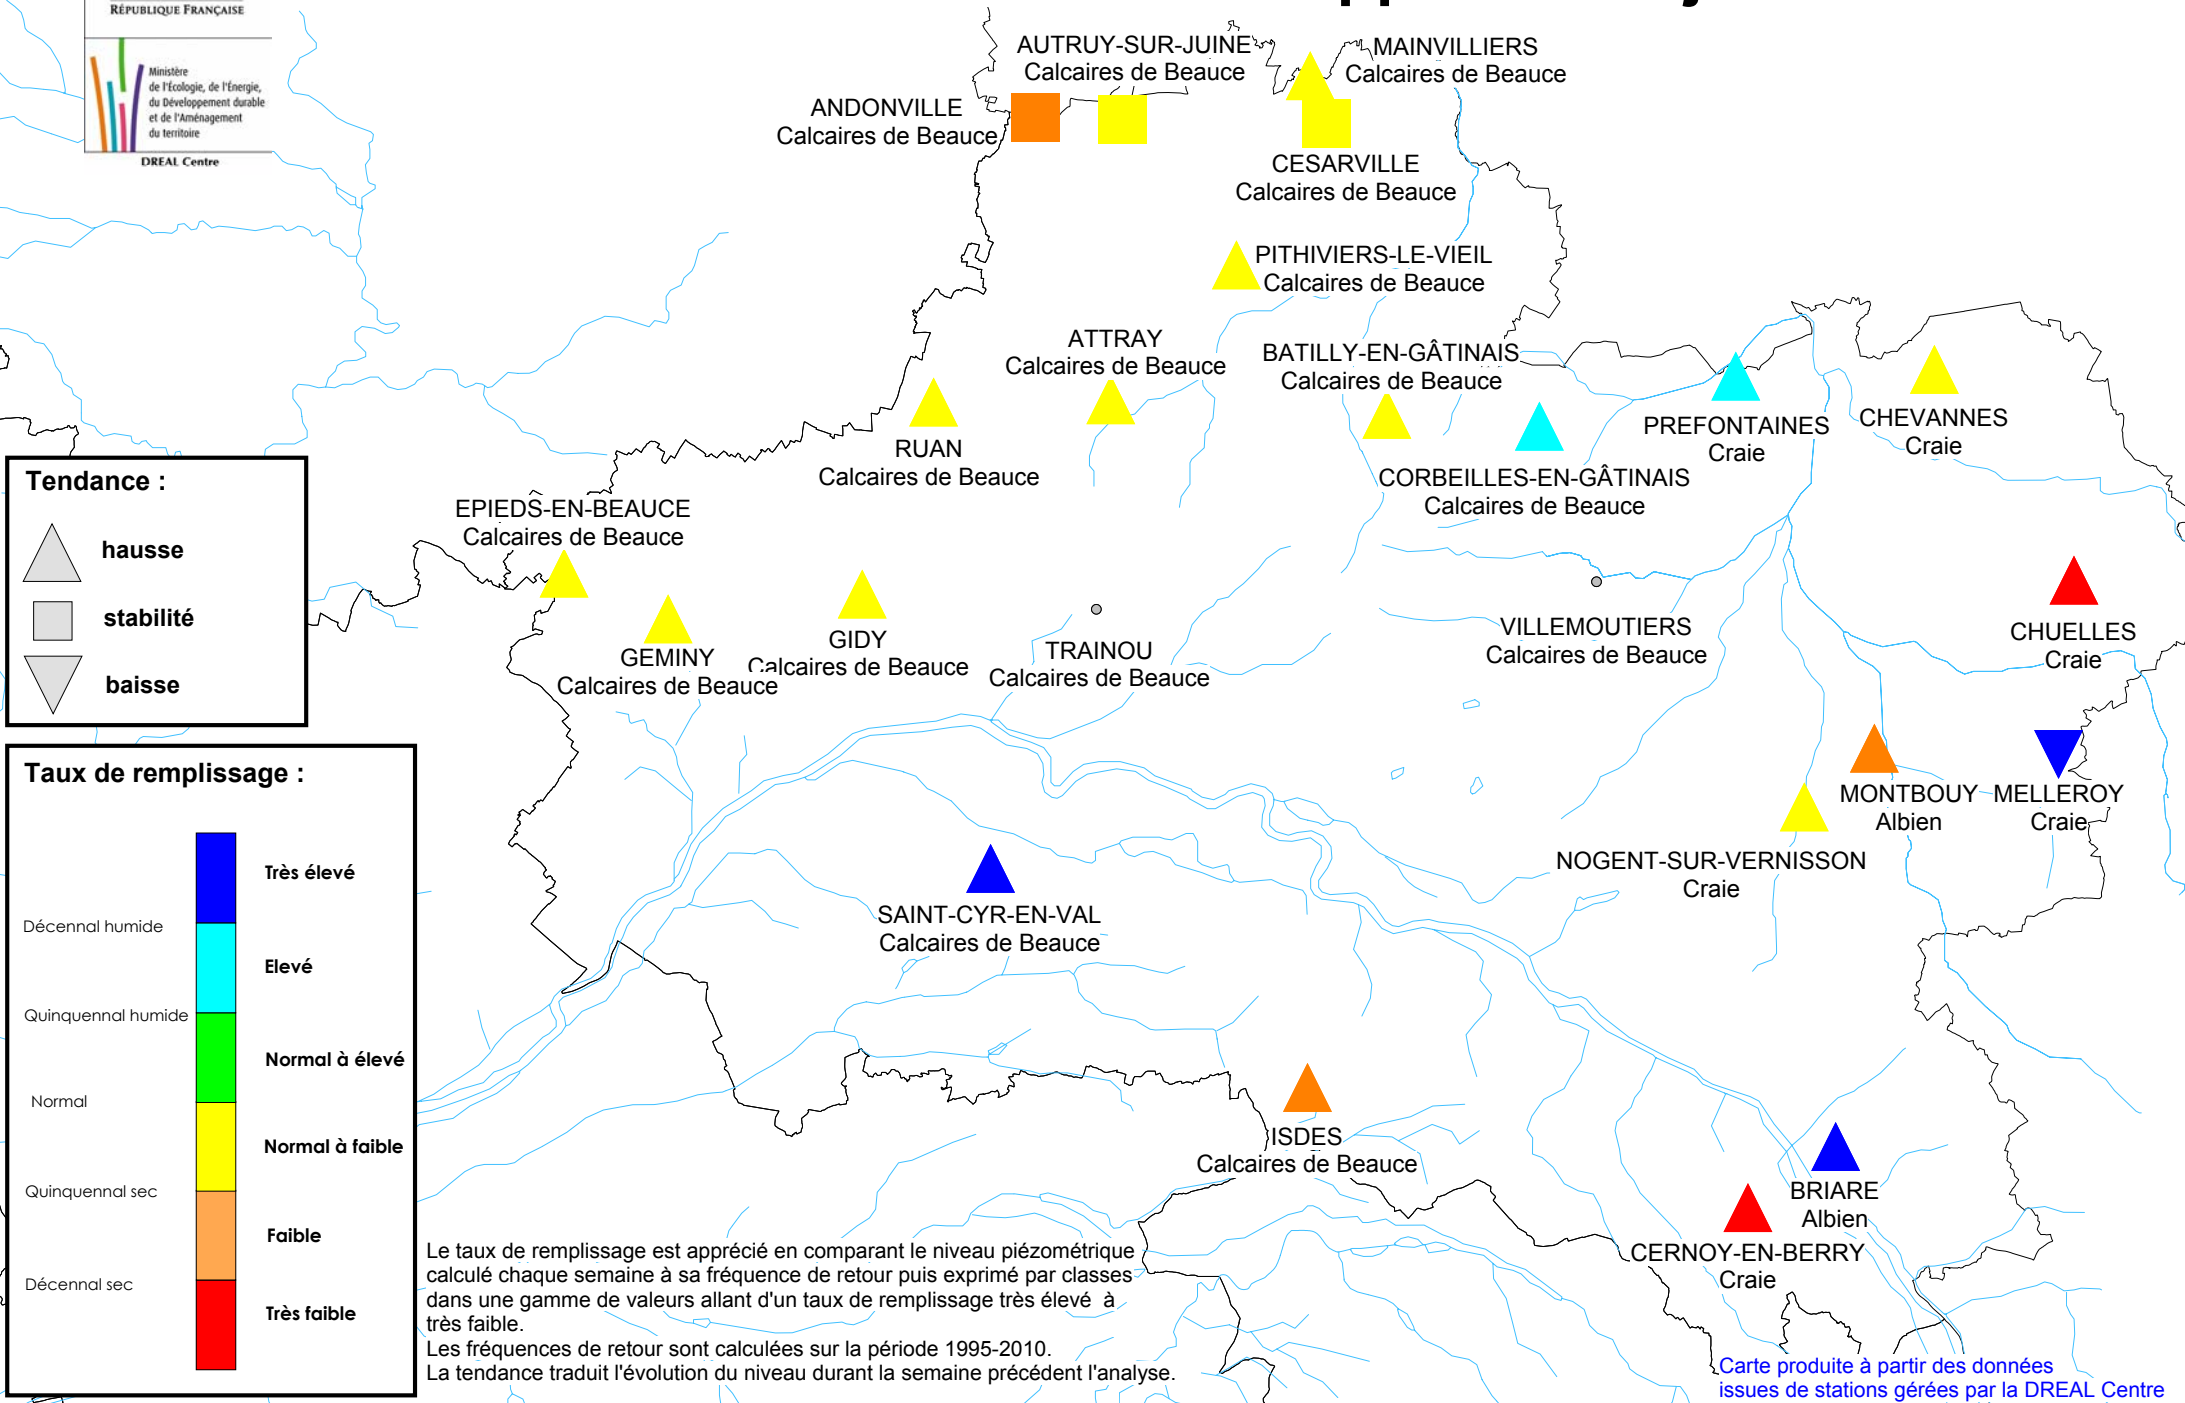 RÉPUBLIQUE FRANÇAISE
Ministère
de l'Écologie, de l'Énergie,
du Développement durable
et de l'Aménagement
du territoire
DREAL Centre
AUTRUY-SUR-JUINE
Calcaires de Beauce
MAINVILLIERS
Calcaires de Beauce
ANDONVILLE
Calcaires de Beauce
CESARVILLE
Calcaires de Beauce
PITHIVIERS-LE-VIEIL
Calcaires de Beauce
ATTRAY
Calcaires de Beauce
BATILLY-EN-GÂTINAIS
Calcaires de Beauce
PREFONTAINES
Craie
CHEVANNES
Craie
RUAN
Calcaires de Beauce
CORBEILLES-EN-GÂTINAIS
Calcaires de Beauce
EPIEDS-EN-BEAUCE
Calcaires de Beauce
GEMINY
Calcaires de Beauce
GIDY
Calcaires de Beauce
TRAINOU
Calcaires de Beauce
VILLEMOUTIERS
Calcaires de Beauce
CHUELLES
Craie
MONTBOUY
Albien
MELLEROY
Craie
NOGENT-SUR-VERNISSON
Craie
SAINT-CYR-EN-VAL
Calcaires de Beauce
ISDES
Calcaires de Beauce
BRIARE
Albien
CERNOY-EN-BERRY
Craie
Tendance :
hausse
stabilité
baisse
Taux de remplissage :
Très élevé
Décennal humide
Elevé
Quinquennal humide
Normal à élevé
Normal
Normal à faible
Quinquennal sec
Faible
Décennal sec
Très faible
Le taux de remplissage est apprécié en comparant le niveau piézométrique
calculé chaque semaine à sa fréquence de retour puis exprimé par classes
dans une gamme de valeurs allant d'un taux de remplissage très élevé à
très faible.
Les fréquences de retour sont calculées sur la période 1995-2010.
La tendance traduit l'évolution du niveau durant la semaine précédent l'analyse.
Carte produite à partir des données
issues de stations gérées par la DREAL Centre